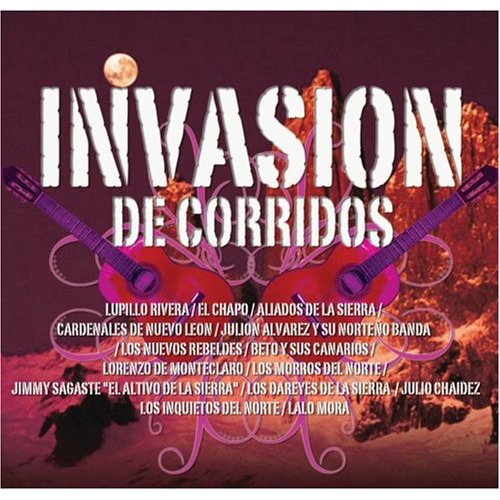 INVASION
DE CORRIDOS
LUPILLO RIVERA / EL CHAPO / ALIADOS DE LA SIERRA /
CARDENALES DE NUEVO LEON / JULION ALVAREZ Y SU NORTEÑO BANDA
/ LOS NUEVOS REBELDES / BETO Y SUS CANARIOS /
LORENZO DE MONTECLARO / LOS MORROS DEL NORTE /
JIMMY SAGASTE "EL ALTIVO DE LA SIERRA" / LOS DAREYES DE LA SIERRA / JULIO CHAIDEZ
LOS INQUIETOS DEL NORTE / LALO MORA